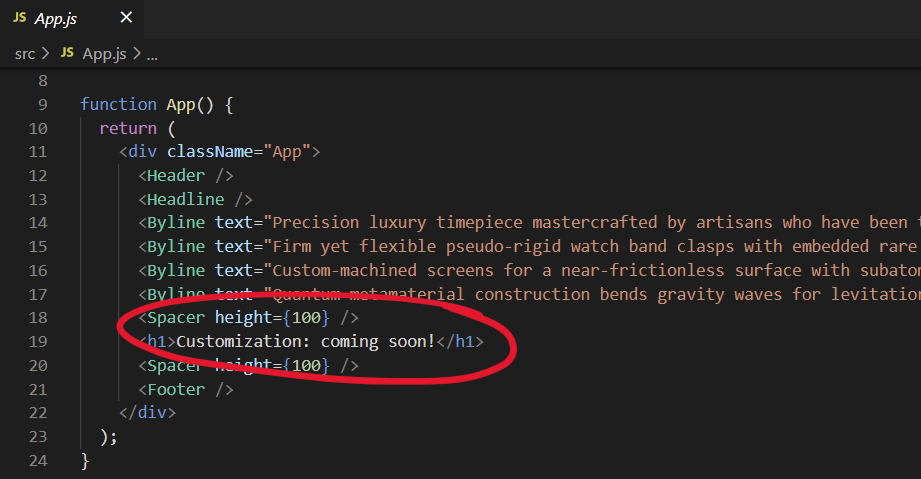 JS App.js ×
src > JS App.js > ...
8
9 function App() {
10 return (
11 <div className="App">
12 <Header />
13 <Headline />
14 <Byline text="Precision luxury timepiece mastercrafted by artisans who have been
15 <Byline text="Firm yet flexible pseudo-rigid watch band clasps with embedded rare
16 <Byline text="Custom-machined screens for a near-frictionless surface with subatom
17 <Byline text="Quantum-metamaterial construction bends gravity waves for levitation
18 <Spacer height={100} />
19 <h1>Customization: coming soon!</h1>
20 <Spacer height={100} />
21 <Footer />
22 </div>
23 );
24 }